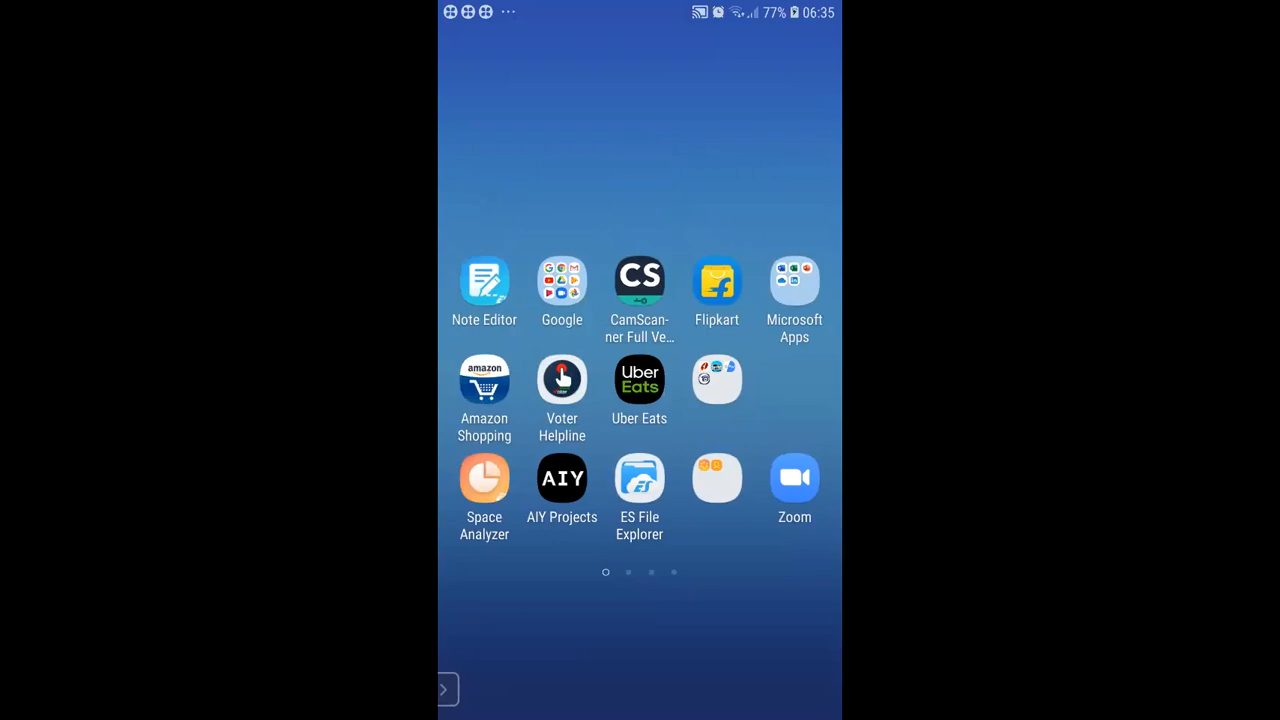 77% 06:35
CS
Note Editor Google CamScan- Flipkart Microsoft
ner Full Ve... Apps
amazon Uber
Eats
Amazon Voter Uber Eats
Shopping Helpline
AIY ES
Space AIY Projects ES File Zoom
Analyzer Explorer